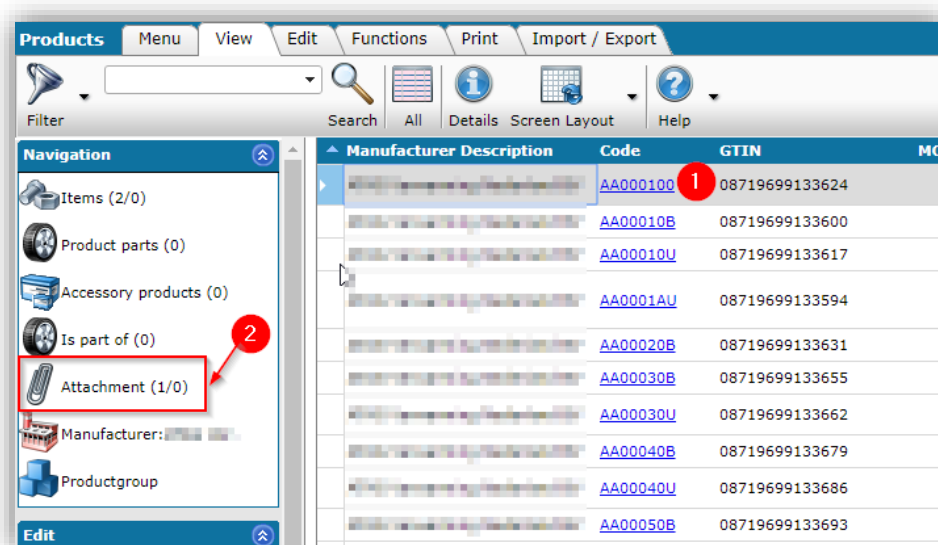 Products Menu View Edit Functions Print Import / Export
Filter Search All Details Screen Layout Help
Navigation
Items (2/0)
Product parts (0)
Accessory products (0)
Is part of (0)
2
Attachment (1/0)
Manufacturer:
Productgroup
Edit
Manufacturer Description Code GTIN
AA000100 1 08719699133624
AA00010B 08719699133600
AA00010U 08719699133617
AA0001AU 08719699133594
AA00020B 08719699133631
AA00030B 08719699133655
AA00030U 08719699133662
AA00040B 08719699133679
AA00040U 08719699133686
AA00050B 08719699133693